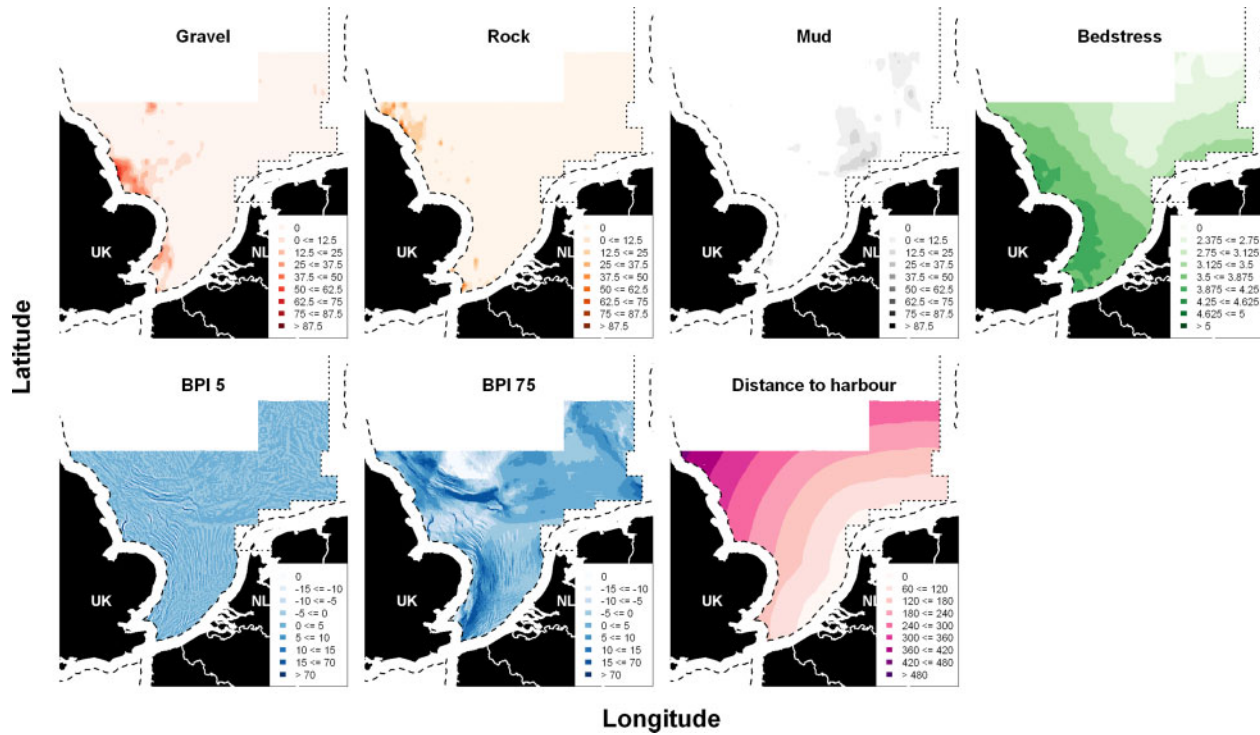 Latitude
Gravel
UK
NL
0
0 <= 12.5
12.5 <= 25
25 <= 37.5
37.5 <= 50
50 <= 62.5
62.5 <= 75
75 <= 87.5
> 87.5
Rock
UK
NL
0
0 <= 12.5
12.5 <= 25
25 <= 37.5
37.5 <= 50
50 <= 62.5
62.5 <= 75
75 <= 87.5
> 87.5
Mud
UK
NL
0
0 <= 12.5
12.5 <= 25
25 <= 37.5
37.5 <= 50
50 <= 62.5
62.5 <= 75
75 <= 87.5
> 87.5
Bedstress
UK
NL
0
2.375 <= 2.75
2.75 <= 3.125
3.125 <= 3.5
3.5 <= 3.875
3.875 <= 4.25
4.25 <= 4.625
4.625 <= 5
> 5
BPI 5
UK
NL
0
-15 <= -10
-10 <= -5
-5 <= 0
0 <= 5
5 <= 10
10 <= 15
15 <= 70
> 70
BPI 75
UK
NL
0
-15 <= -10
-10 <= -5
-5 <= 0
0 <= 5
5 <= 10
10 <= 15
15 <= 70
> 70
Distance to harbour
UK
NL
0
60 <= 120
120 <= 180
180 <= 240
240 <= 300
300 <= 360
360 <= 420
420 <= 480
> 480
Longitude